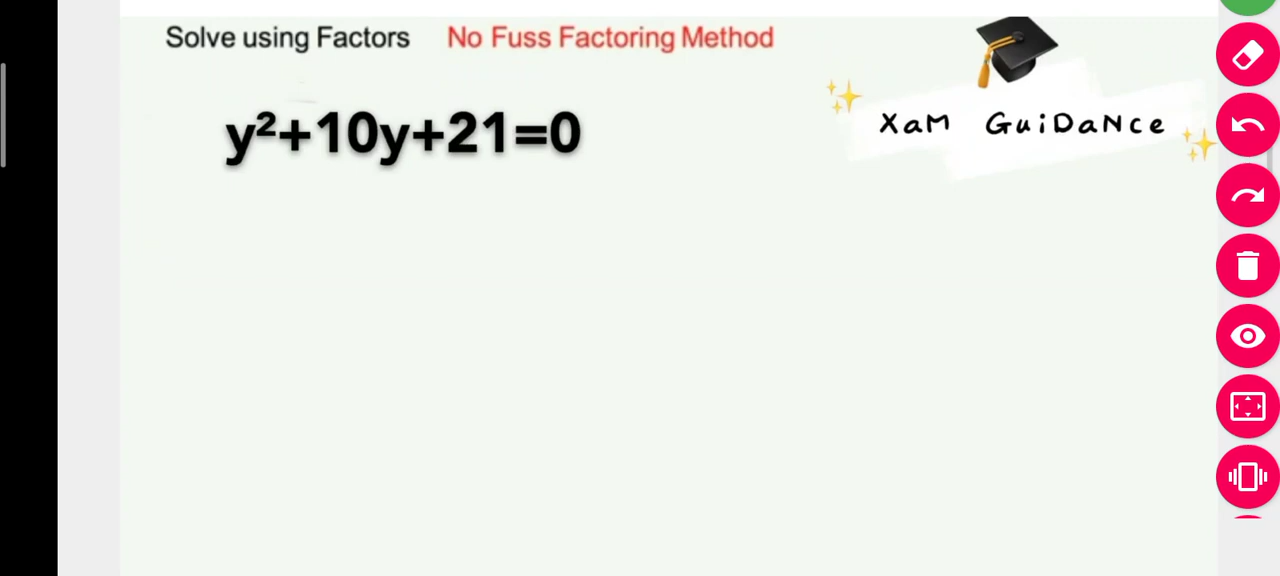 Solve using Factors No Fuss Factoring Method
XaM GuiDaNce
y²+10y+21=0